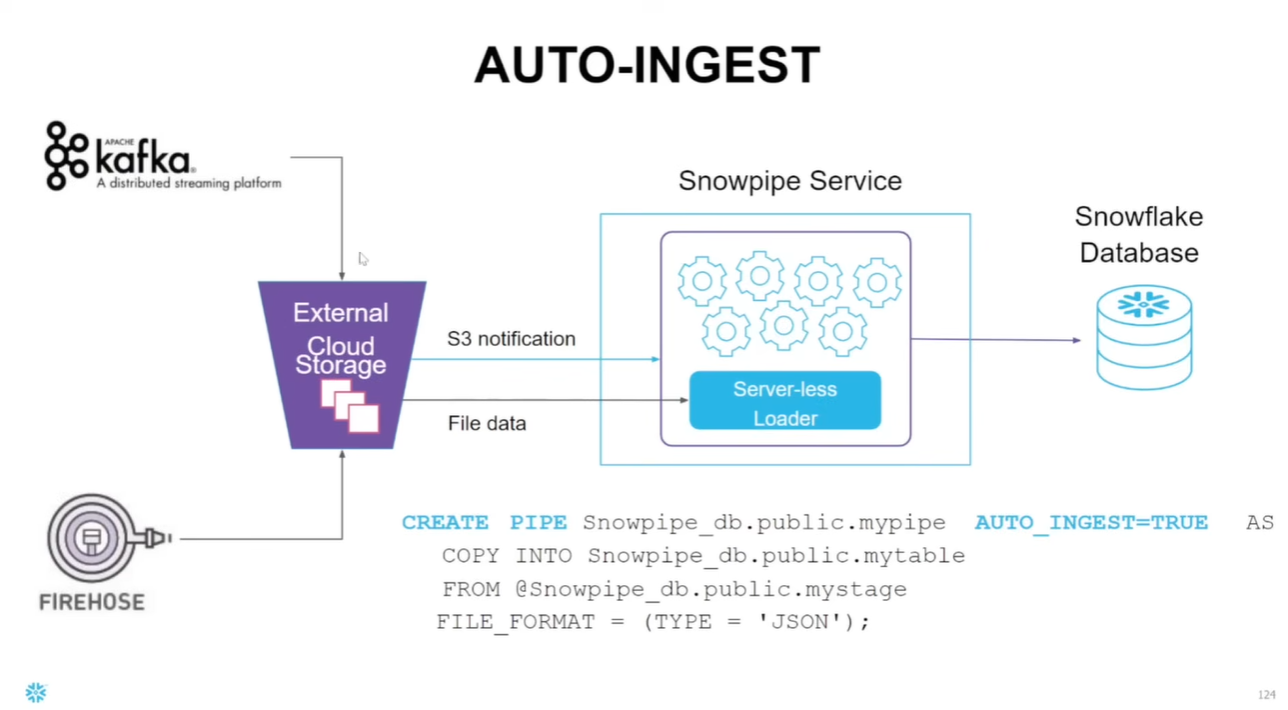 AUTO-INGEST
APACHE
kafka
A distributed streaming platform
Snowpipe Service
Snowflake
Database
External
Cloud
Storage
S3 notification
File data
Server-less
Loader
FIREHOSE
CREATE PIPE Snowpipe_db.public.mypipe AUTO_INGEST=TRUE AS
COPY INTO Snowpipe_db.public.mytable
FROM @Snowpipe_db.public.mystage
FILE_FORMAT = (TYPE = 'JSON');
124